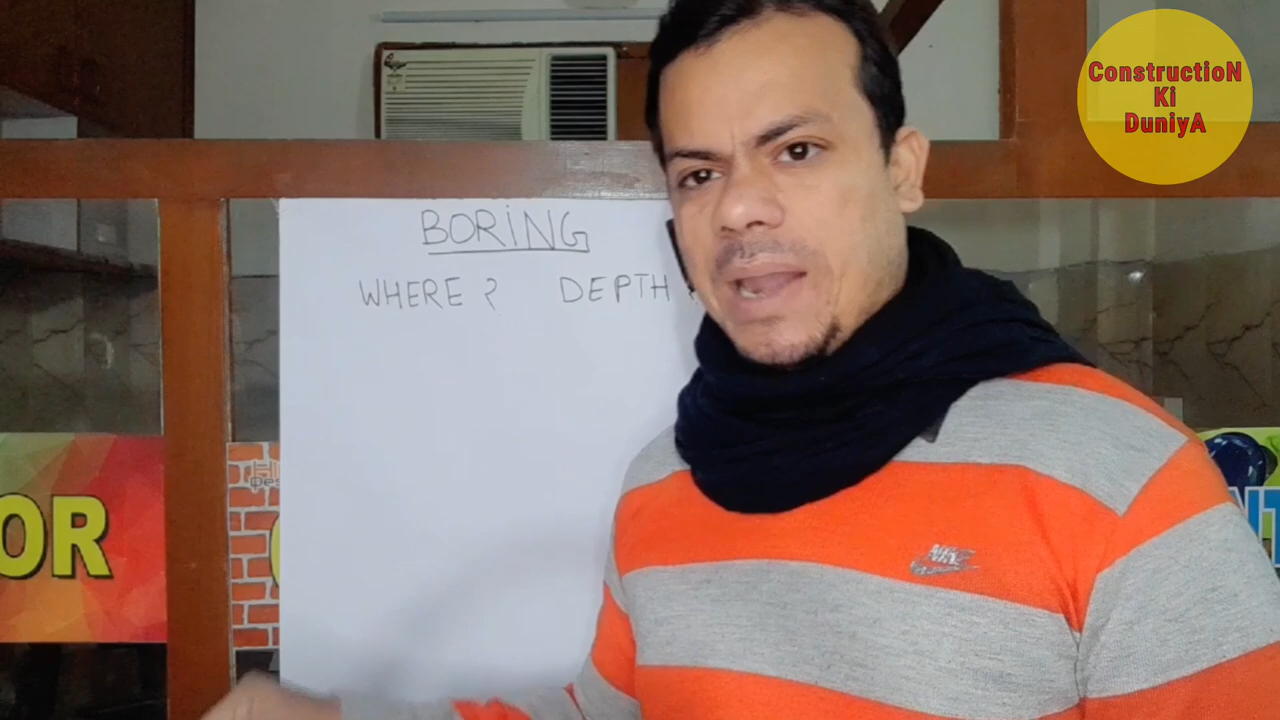 ConstructioN
Ki
DuniyA
BORING
WHERE ? DEPTH
OR